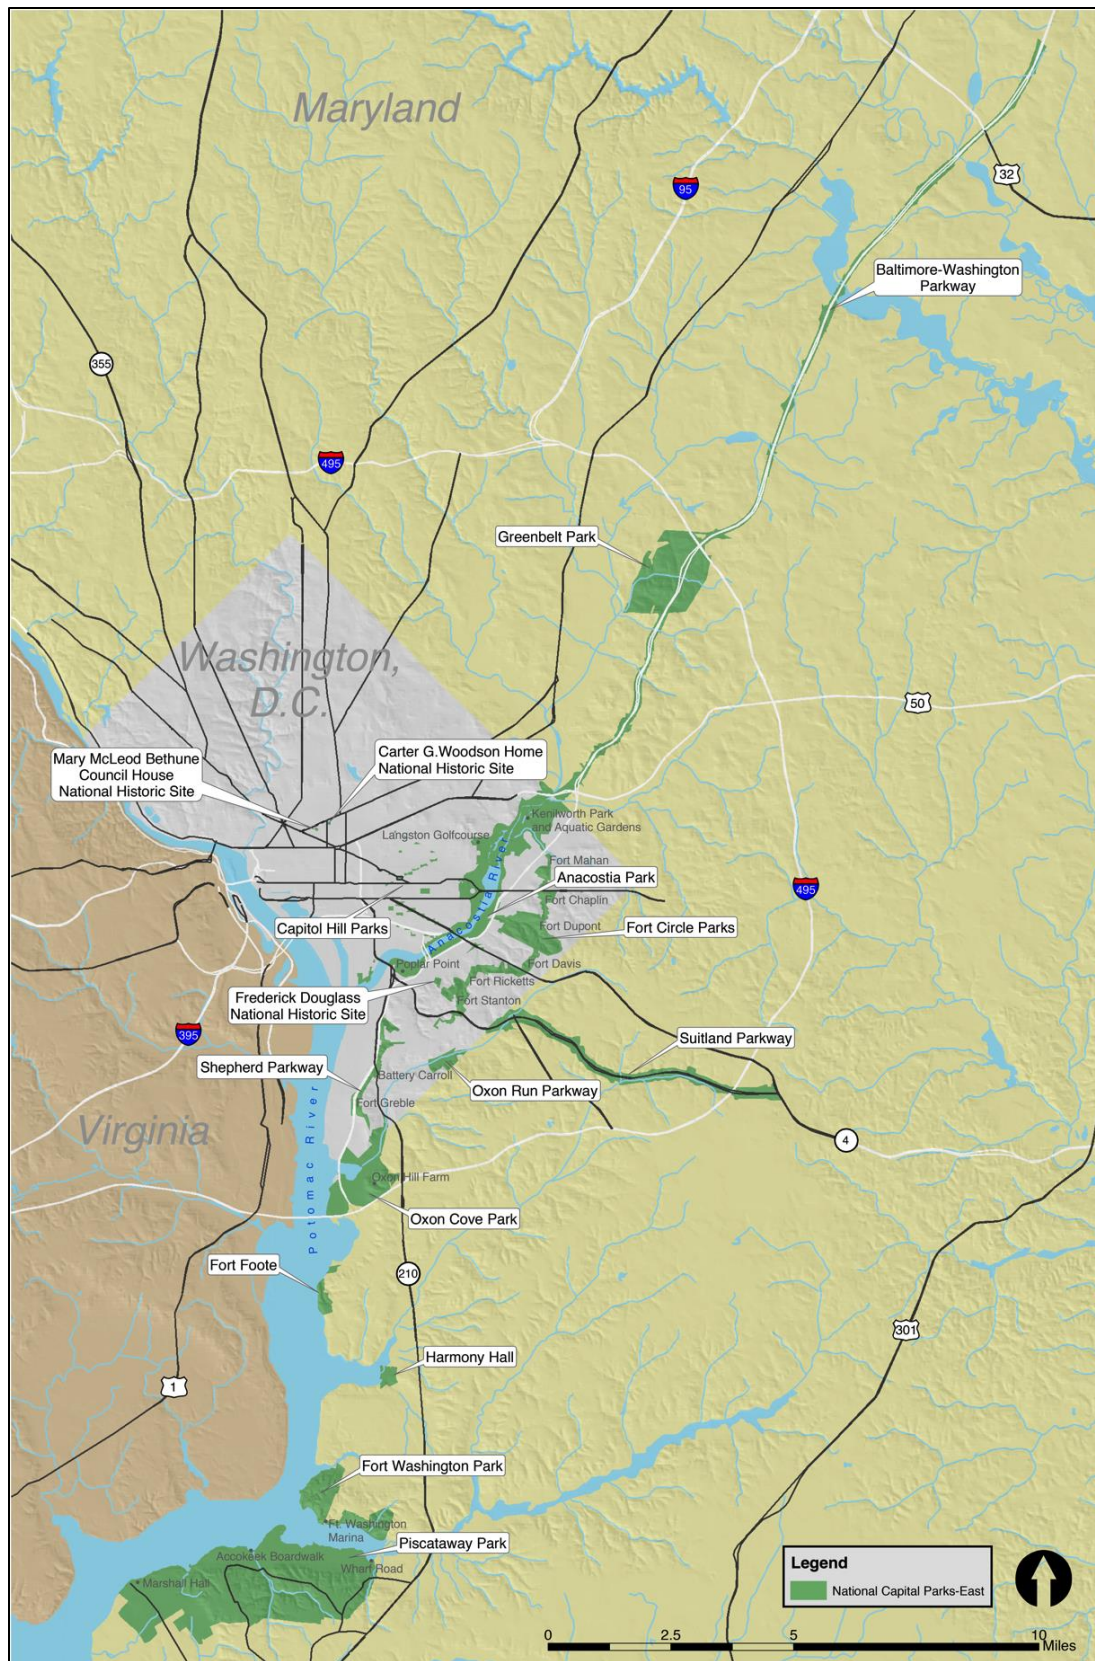 Maryland
95
32
Baltimore-Washington
Parkway
355
495
Greenbelt Park
Washington,
D.C.
50
Mary McLeod Bethune
Council House
National Historic Site
Carter G.Woodson Home
National Historic Site
Langston Golfcourse
Kenilworth Park
and Aquatic Gardens
Fort Mahan
Anacostia Park
Anacostia River
495
Fort Chaplin
Capitol Hill Parks
Fort Dupont
Fort Circle Parks
Poplar Point
Fort Davis
Fort Ricketts
Frederick Douglass
National Historic Site
Fort Stanton
395
Suitland Parkway
Shepherd Parkway
Battery Carroll
Oxon Run Parkway
Fort Greble
Virginia
Potomac River
4
Oxon Hill Farm
Oxon Cove Park
Fort Foote
210
301
Harmony Hall
1
Fort Washington Park
Ft. Washington
Marina
Piscataway Park
Accokeek Boardwalk
Wharf Road
Marshall Hall
Legend
National Capital Parks-East
0 2.5 5 10
Miles